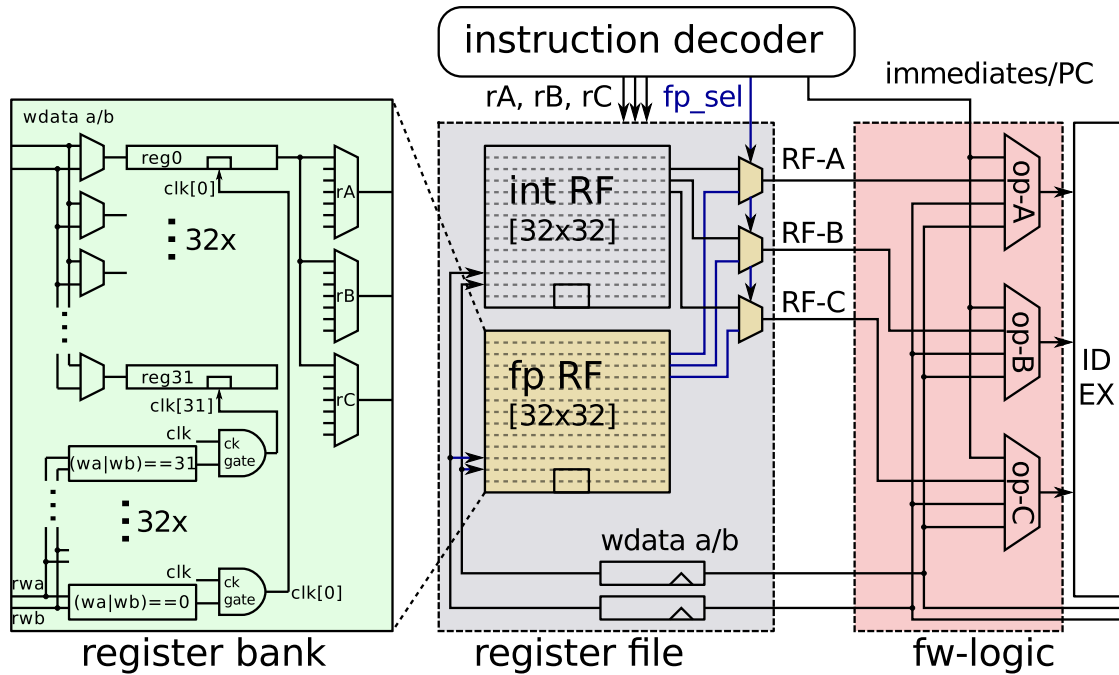 instruction decoder
immediates/PC
rA, rB, rC
fp_sel
wdata a/b
reg0
clk[0]
32x
rA
rB
rC
reg31
clk[31]
clk
ck
gate
(wa|wb)==31
32x
clk
ck
gate
(wa|wb)==0
clk[0]
rwa
rwb
register bank
int RF
[32x32]
fp RF
[32x32]
wdata a/b
register file
RF-A
RF-B
RF-C
op-A
op-B
op-C
fw-logic
ID
EX